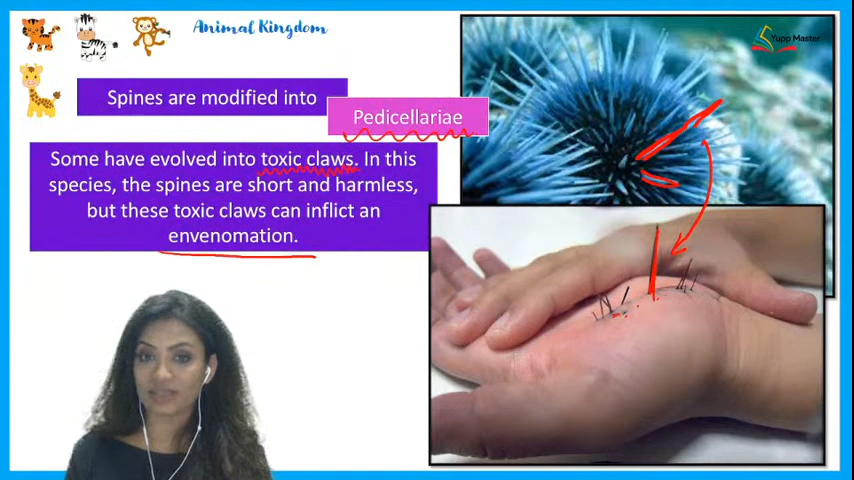 Animal Kingdom
Yupp Master
Spines are modified into
Pedicellariae
Some have evolved into toxic claws. In this
species, the spines are short and harmless,
but these toxic claws can inflict an
envenomation.